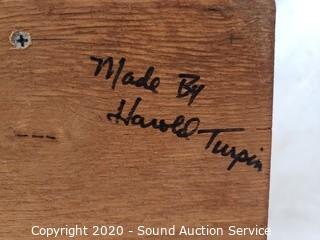 Made By
Harold Turpin
Copyright 2020 - Sound Auction Service